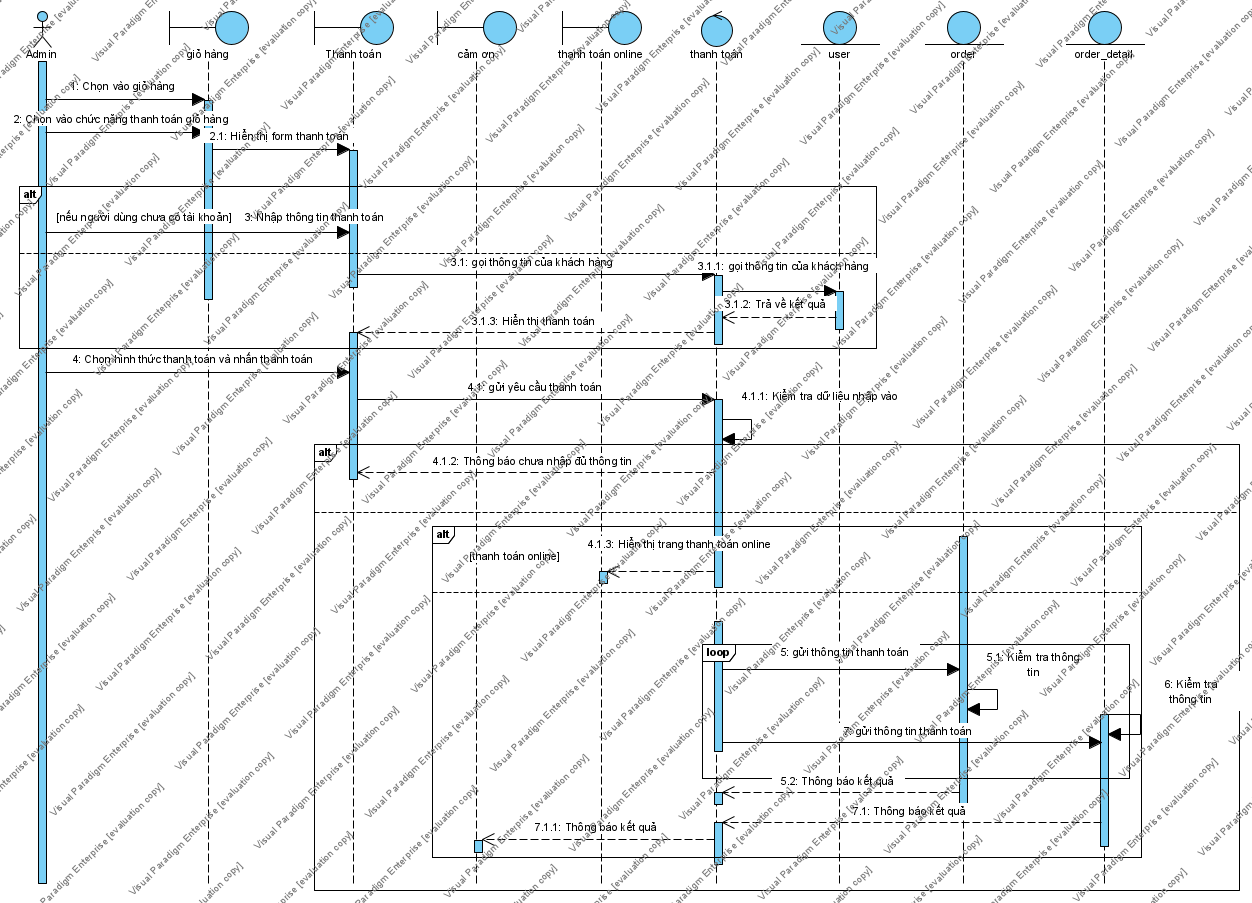 Admin
giỏ hàng
Thanh toán
cảm ơn
thanh toán online
thanh toán
user
order
order_detail
1: Chọn vào giỏ hàng
2: Chọn vào chức năng thanh toán giỏ hàng
2.1: Hiển thị form thanh toán
alt
[nếu người dùng chưa có tài khoản]
3: Nhập thông tin thanh toán
3.1: gọi thông tin của khách hàng
3.1.1: gọi thông tin của khách hàng
3.1.2: Trả về kết quả
3.1.3: Hiển thị thanh toán
4: Chọn hình thức thanh toán và nhấn thanh toán
4.1: gửi yêu cầu thanh toán
4.1.1: Kiểm tra dữ liệu nhập vào
alt
4.1.2: Thông báo chưa nhập đủ thông tin
alt
4.1.3: Hiển thị trang thanh toán online
[thanh toán online]
loop
5: gửi thông tin thanh toán
5.1: Kiểm tra thông
tin
6: Kiểm tra
thông tin
7: gửi thông tin thanh toán
5.2: Thông báo kết quả
7.1: Thông báo kết quả
7.1.1: Thông báo kết quả
Visual Paradigm Enterprise [evaluation copy]